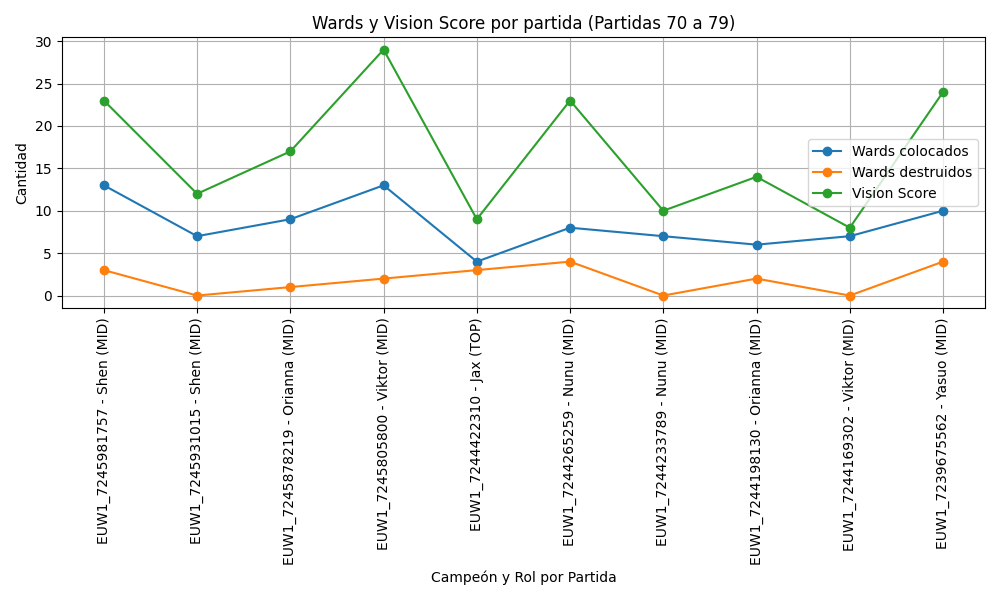 Wards y Vision Score por partida (Partidas 70 a 79)
Cantidad
30
25
20
15
10
5
0
Wards colocados
Wards destruidos
Vision Score
EUW1_7245981757 - Shen (MID)
EUW1_7245931015 - Shen (MID)
EUW1_7245878219 - Orianna (MID)
EUW1_7245805800 - Viktor (MID)
EUW1_7244422310 - Jax (TOP)
EUW1_7244265259 - Nunu (MID)
EUW1_7244233789 - Nunu (MID)
EUW1_7244198130 - Orianna (MID)
EUW1_7244169302 - Viktor (MID)
EUW1_7239675562 - Yasuo (MID)
Campeón y Rol por Partida